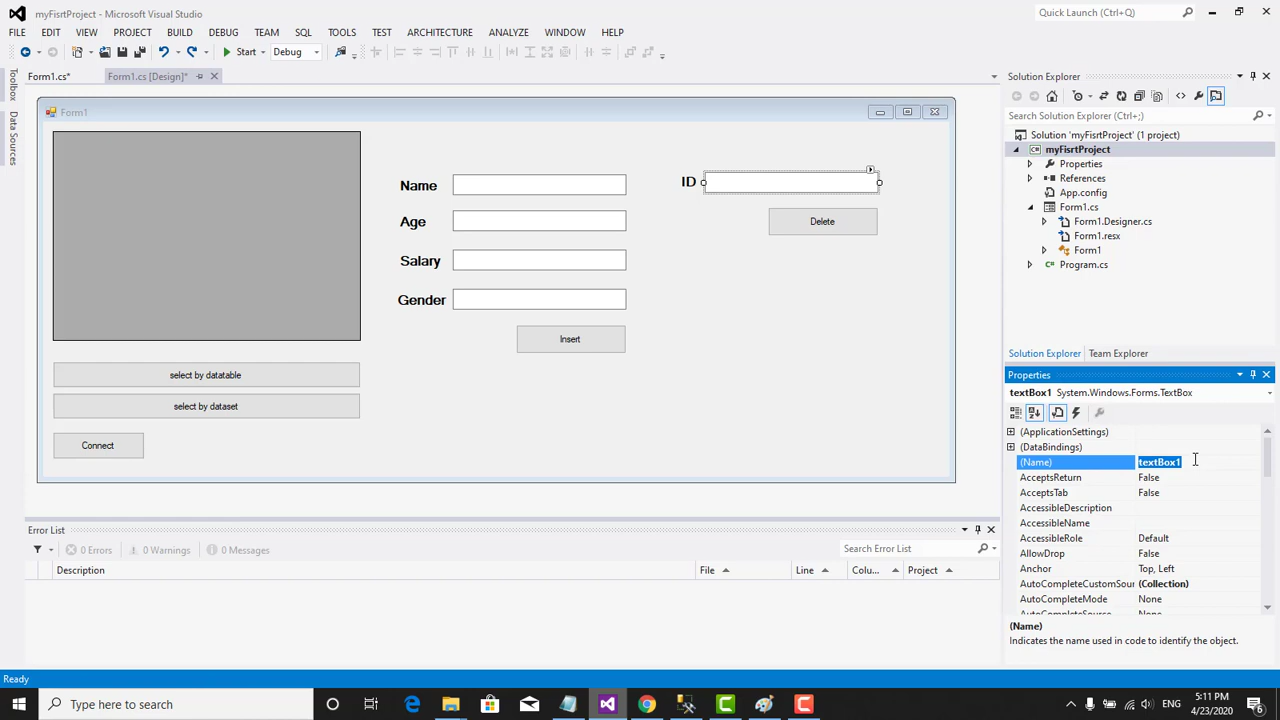 myFisrtProject - Microsoft Visual Studio
Quick Launch (Ctrl+Q)
FILE EDIT VIEW PROJECT BUILD DEBUG TEAM SQL TOOLS TEST ARCHITECTURE ANALYZE WINDOW HELP
Start Debug
Toolbox
Data Sources
Form1.cs* Form1.cs [Design]*
Form1
Name
Age
Salary
Gender
Insert
ID
Delete
select by datatable
select by dataset
Connect
Error List
0 Errors 0 Warnings 0 Messages
Search Error List
Description File Line Colu... Project
Solution Explorer
Search Solution Explorer (Ctrl+;)
Solution 'myFisrtProject' (1 project)
myFisrtProject
Properties
References
App.config
Form1.cs
Form1.Designer.cs
Form1.resx
Form1
Program.cs
Solution Explorer Team Explorer
Properties
textBox1 System.Windows.Forms.TextBox
(ApplicationSettings)
(DataBindings)
(Name) textBox1
AcceptsReturn False
AcceptsTab False
AccessibleDescription
AccessibleName
AccessibleRole Default
AllowDrop False
Anchor Top, Left
AutoCompleteCustomSour (Collection)
AutoCompleteMode None
AutoCompleteSource None
(Name)
Indicates the name used in code to identify the object.
Ready
Type here to search
ENG
5:11 PM
4/23/2020
6